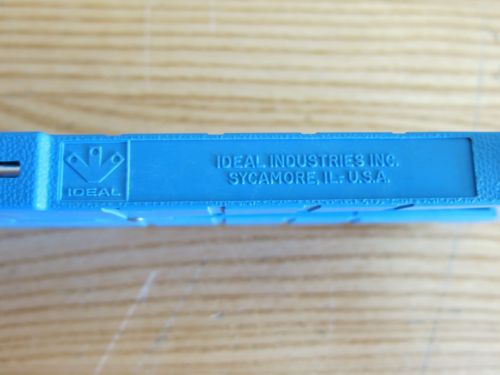 IDEAL
IDEAL INDUSTRIES INC.
SYCAMORE, IL.-U.S.A.